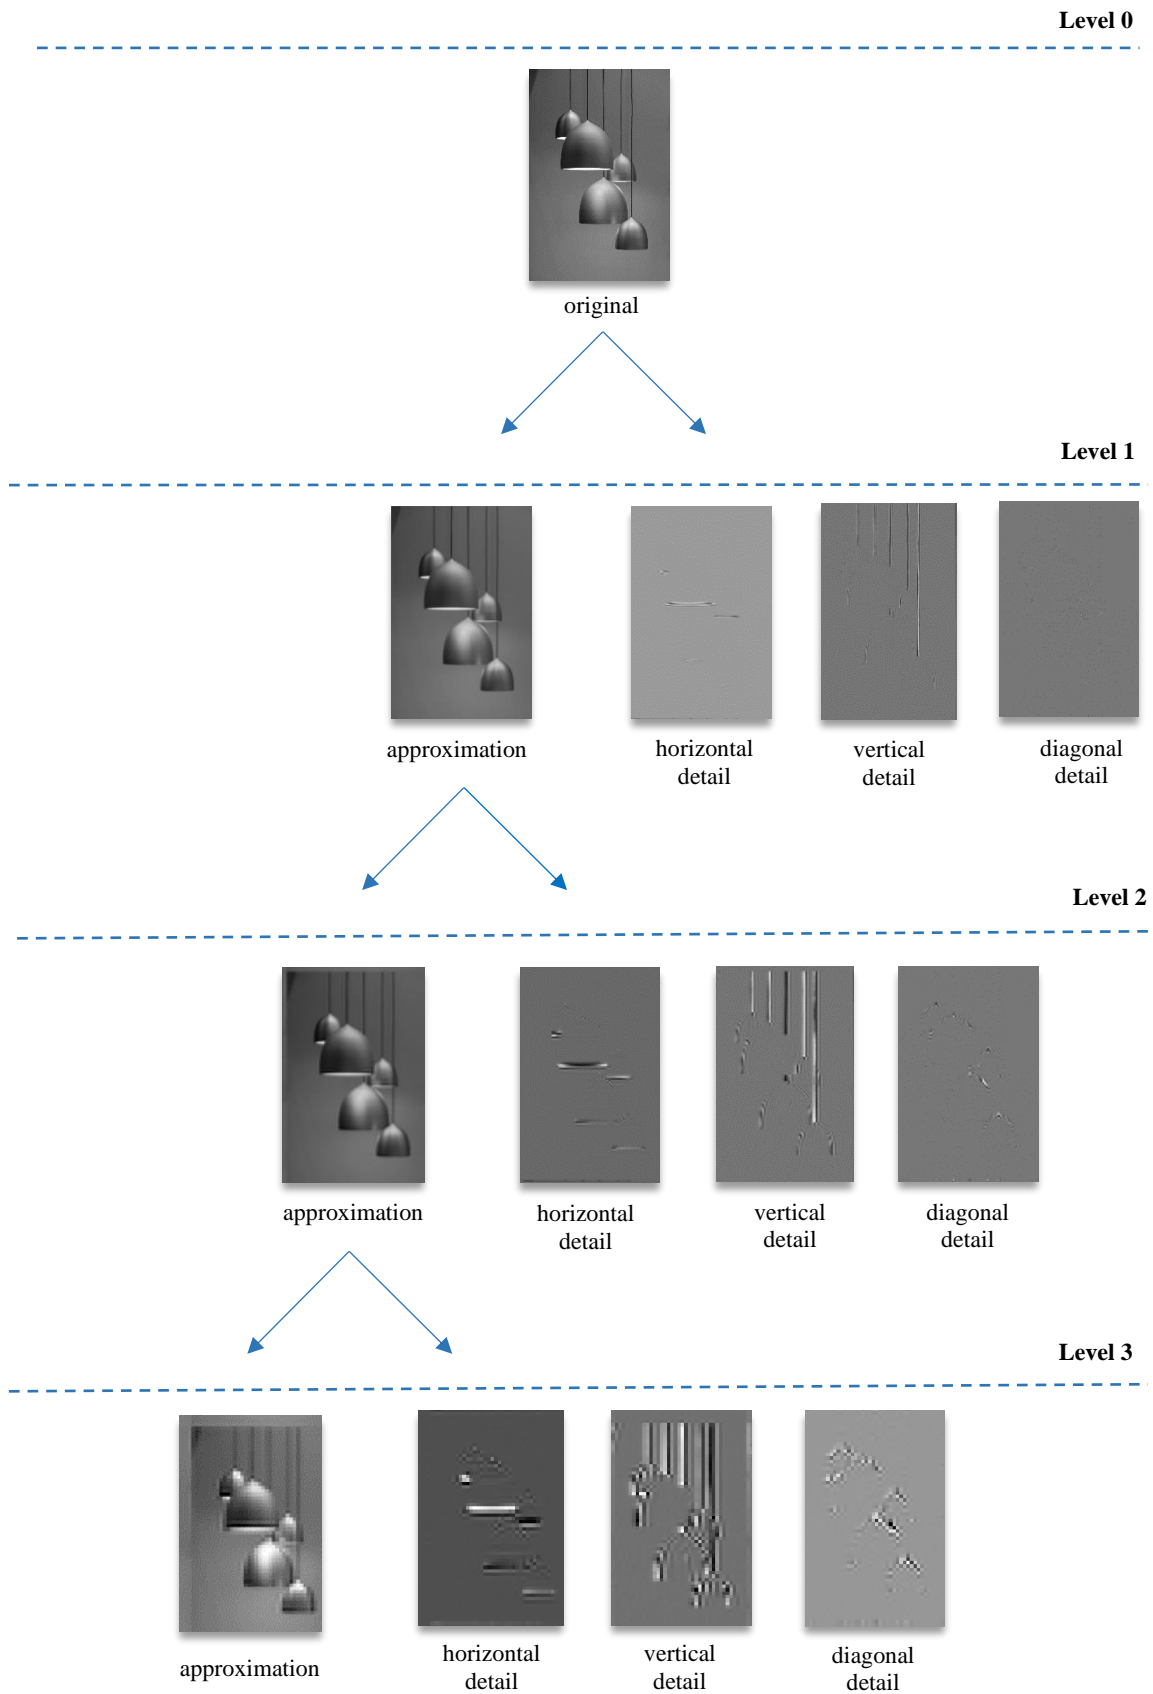 Level 0
original
Level 1
approximation
horizontal
detail
vertical
detail
diagonal
detail
Level 2
approximation
horizontal
detail
vertical
detail
diagonal
detail
Level 3
approximation
horizontal
detail
vertical
detail
diagonal
detail